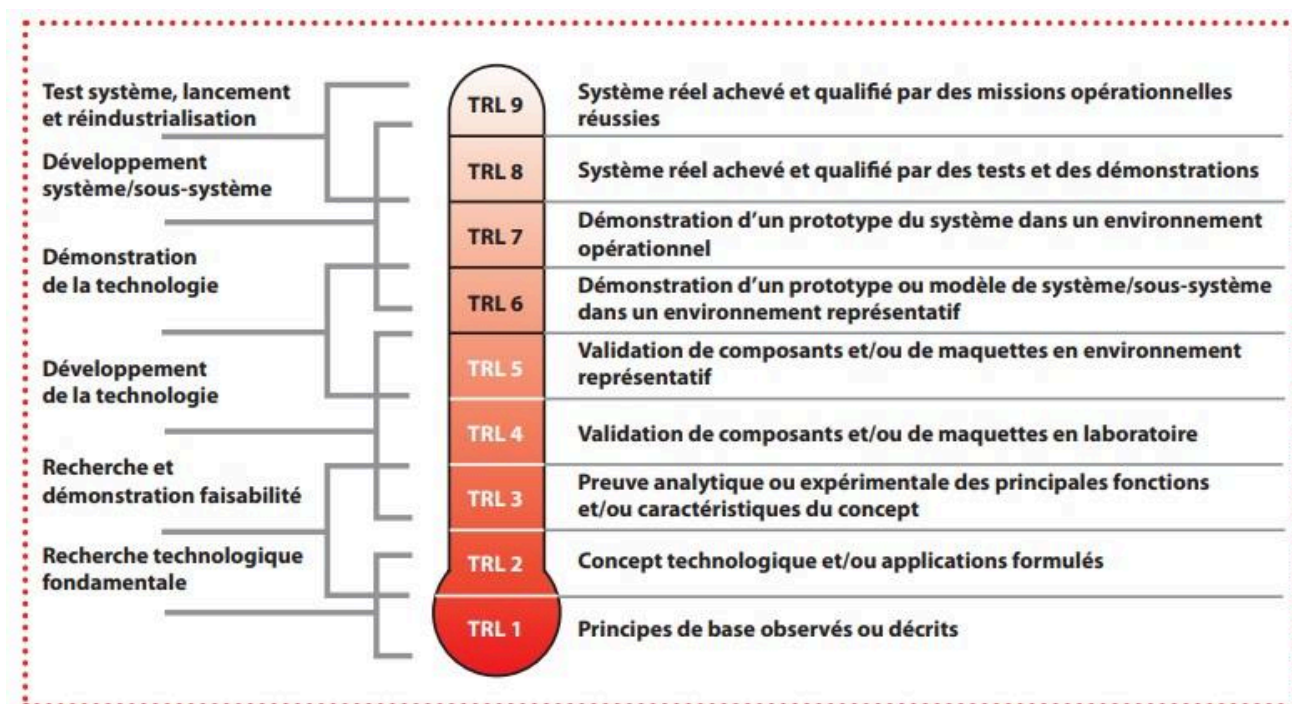 Test système, lancement
et réindustrialisation
Développement
système/sous-système
Démonstration
de la technologie
Développement
de la technologie
Recherche et
démonstration faisabilité
Recherche technologique
fondamentale
TRL 9
Système réel achevé et qualifié par des missions opérationnelles
réussies
TRL 8
Système réel achevé et qualifié par des tests et des démonstrations
TRL 7
Démonstration d’un prototype du système dans un environnement
opérationnel
TRL 6
Démonstration d’un prototype ou modèle de système/sous-système
dans un environnement représentatif
TRL 5
Validation de composants et/ou de maquettes en environnement
représentatif
TRL 4
Validation de composants et/ou de maquettes en laboratoire
TRL 3
Preuve analytique ou expérimentale des principales fonctions
et/ou caractéristiques du concept
TRL 2
Concept technologique et/ou applications formulés
TRL 1
Principes de base observés ou décrits